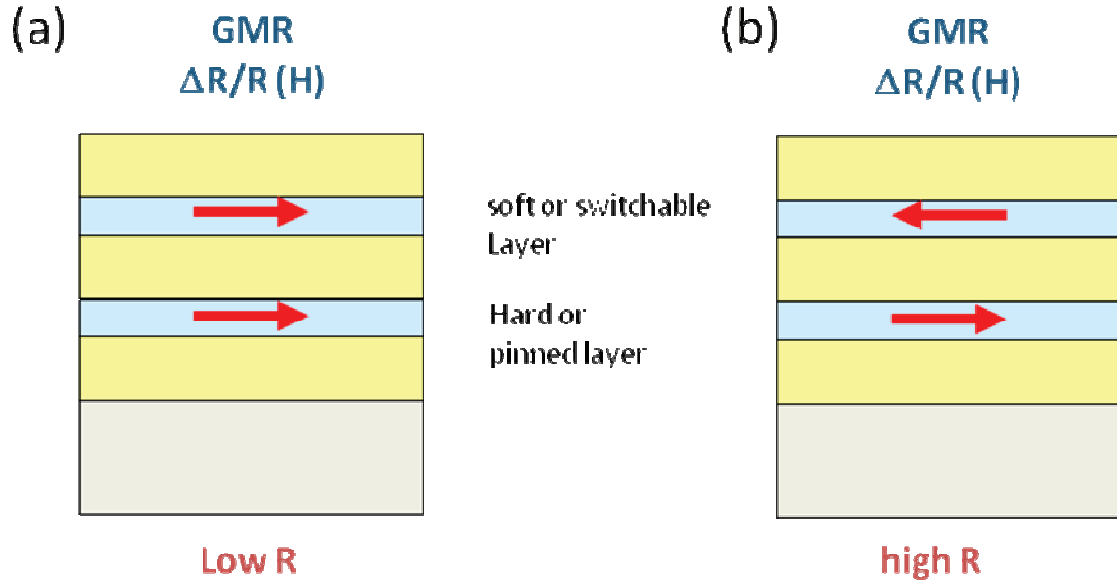 (a)
GMR
ΔR/R (H)
soft or switchable
Layer
Hard or
pinned layer
Low R
(b)
GMR
ΔR/R (H)
high R